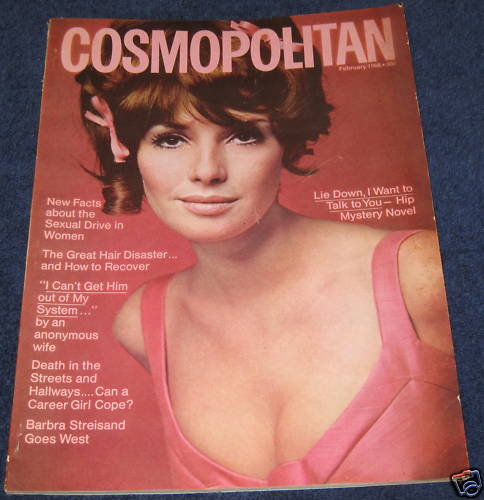 COSMOPOLITAN
February 1968 • 50¢
Lie Down, I Want to
Talk to You— Hip
Mystery Novel
New Facts
about the
Sexual Drive in
Women
The Great Hair Disaster...
and How to Recover
"I Can't Get Him
out of My
System..."
by an
anonymous
wife
Death in the
Streets and
Hallways....Can a
Career Girl Cope?
Barbra Streisand
Goes West